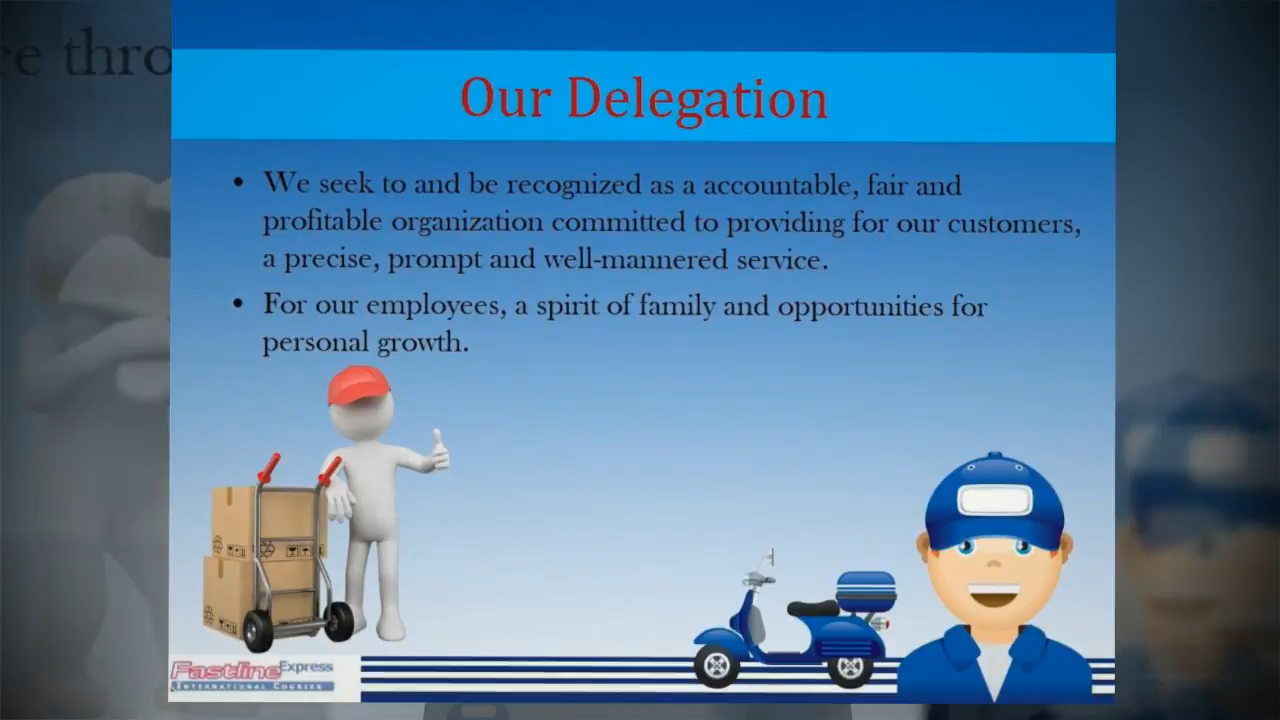 ce thro
Our Delegation
• We seek to and be recognized as a accountable, fair and
profitable organization committed to providing for our customers,
a precise, prompt and well-mannered service.
• For our employees, a spirit of family and opportunities for
personal growth.
Fastline Express
INTERNATIONAL COURIER